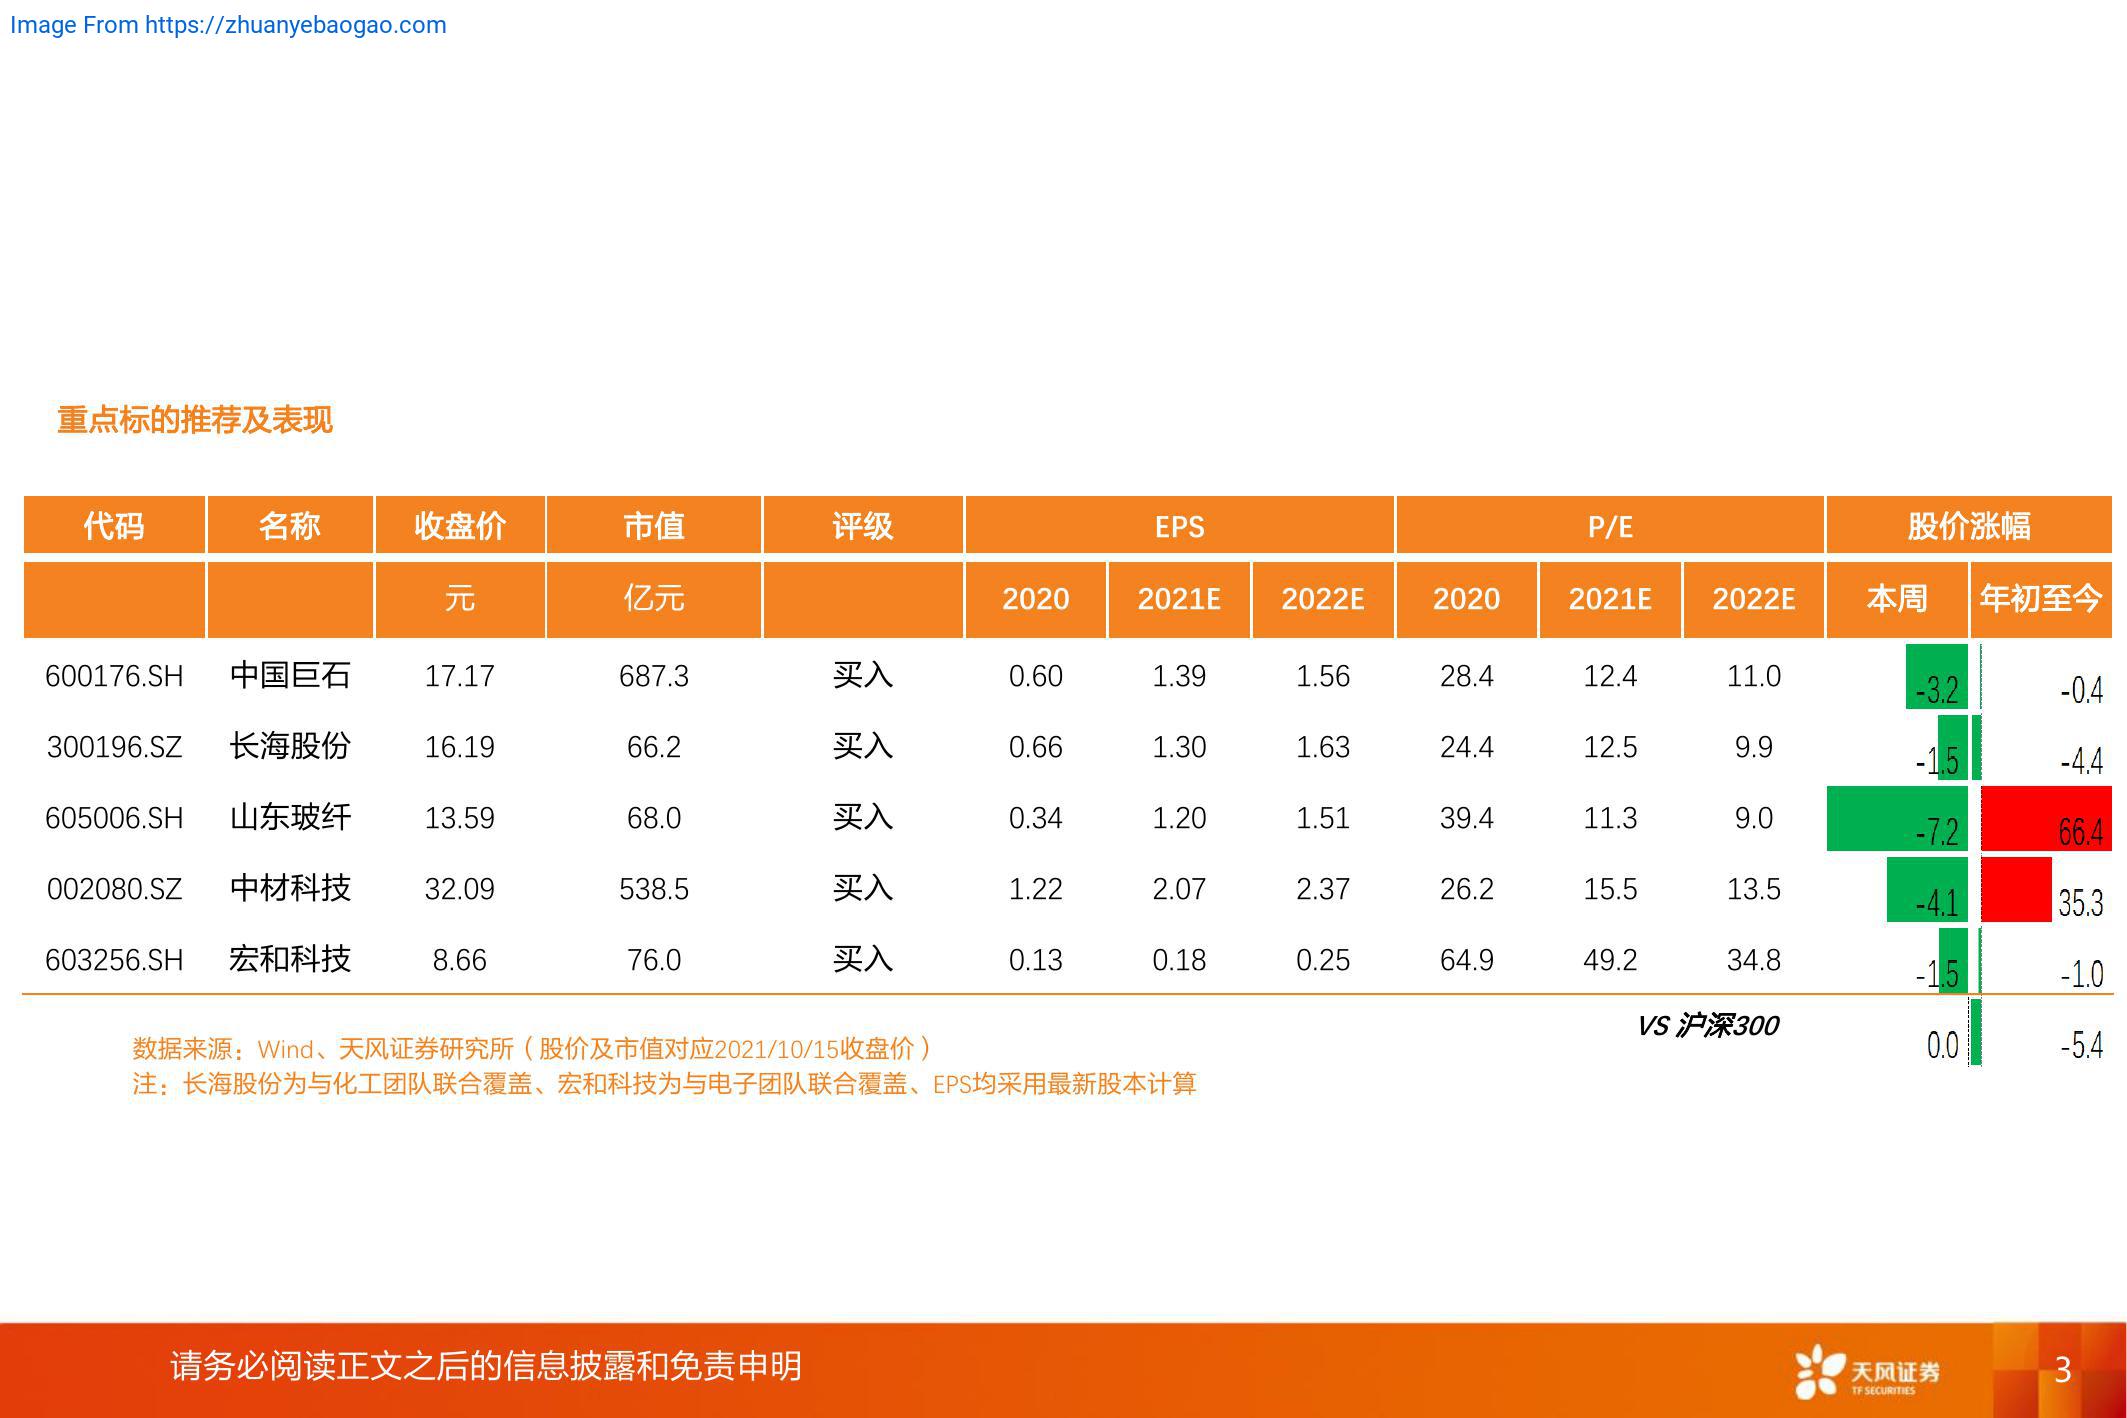 Image From https://zhuanyebaogao.com
重点标的推荐及表现
代码 名称 收盘价 市值 评级 EPS P/E 股价涨幅
元 亿元 2020 2021E 2022E 2020 2021E 2022E 本周 年初至今
600176.SH 中国巨石 17.17 687.3 买入 0.60 1.39 1.56 28.4 12.4 11.0 -3.2 -0.4
300196.SZ 长海股份 16.19 66.2 买入 0.66 1.30 1.63 24.4 12.5 9.9 -1.5 -4.4
605006.SH 山东玻纤 13.59 68.0 买入 0.34 1.20 1.51 39.4 11.3 9.0 -7.2 66.4
002080.SZ 中材科技 32.09 538.5 买入 1.22 2.07 2.37 26.2 15.5 13.5 -4.1 35.3
603256.SH 宏和科技 8.66 76.0 买入 0.13 0.18 0.25 64.9 49.2 34.8 -1.5 -1.0
VS 沪深300 0.0 -5.4
数据来源：Wind、天风证券研究所（股价及市值对应2021/10/15收盘价）
注：长海股份为与化工团队联合覆盖、宏和科技为与电子团队联合覆盖、EPS均采用最新股本计算
请务必阅读正文之后的信息披露和免责申明
天风证券
TF SECURITIES
3